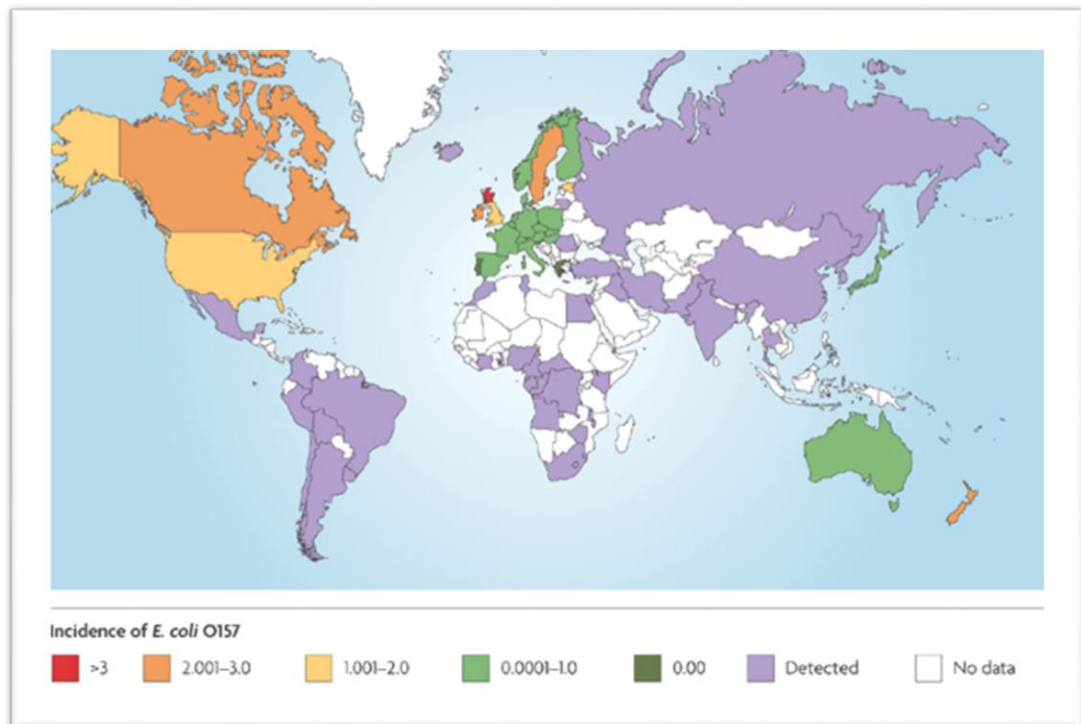 Incidence of E. coli O157
>3 2.001–3.0 1.001–2.0 0.0001–1.0 0.00 Detected No data